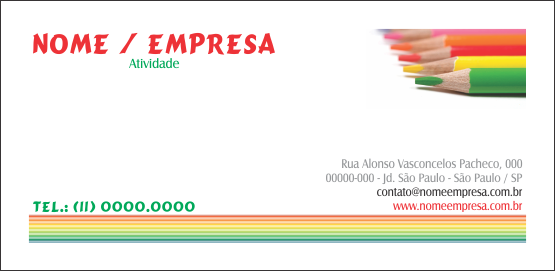 NOME / EMPRESA
Atividade
Rua Alonso Vasconcelos Pacheco, 000
00000-000 - Jd. São Paulo - São Paulo / SP
contato@nomeempresa.com.br
TEL.: (11) 0000.0000
www.nomeempresa.com.br